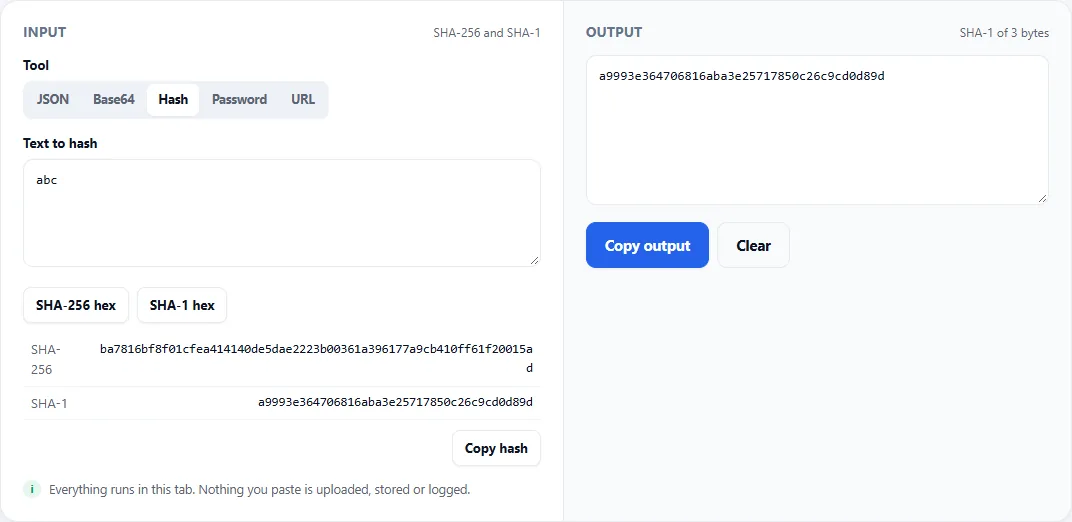 INPUT
SHA-256 and SHA-1
Tool
JSON Base64 Hash Password URL
Text to hash
abc
SHA-256 hex SHA-1 hex
SHA-
256
ba7816bf8f01cfea414140de5dae2223b00361a396177a9cb410ff61f20015a
d
SHA-1
a9993e364706816aba3e25717850c26c9cd0d89d
Copy hash
i Everything runs in this tab. Nothing you paste is uploaded, stored or logged.
OUTPUT
SHA-1 of 3 bytes
a9993e364706816aba3e25717850c26c9cd0d89d
Copy output Clear